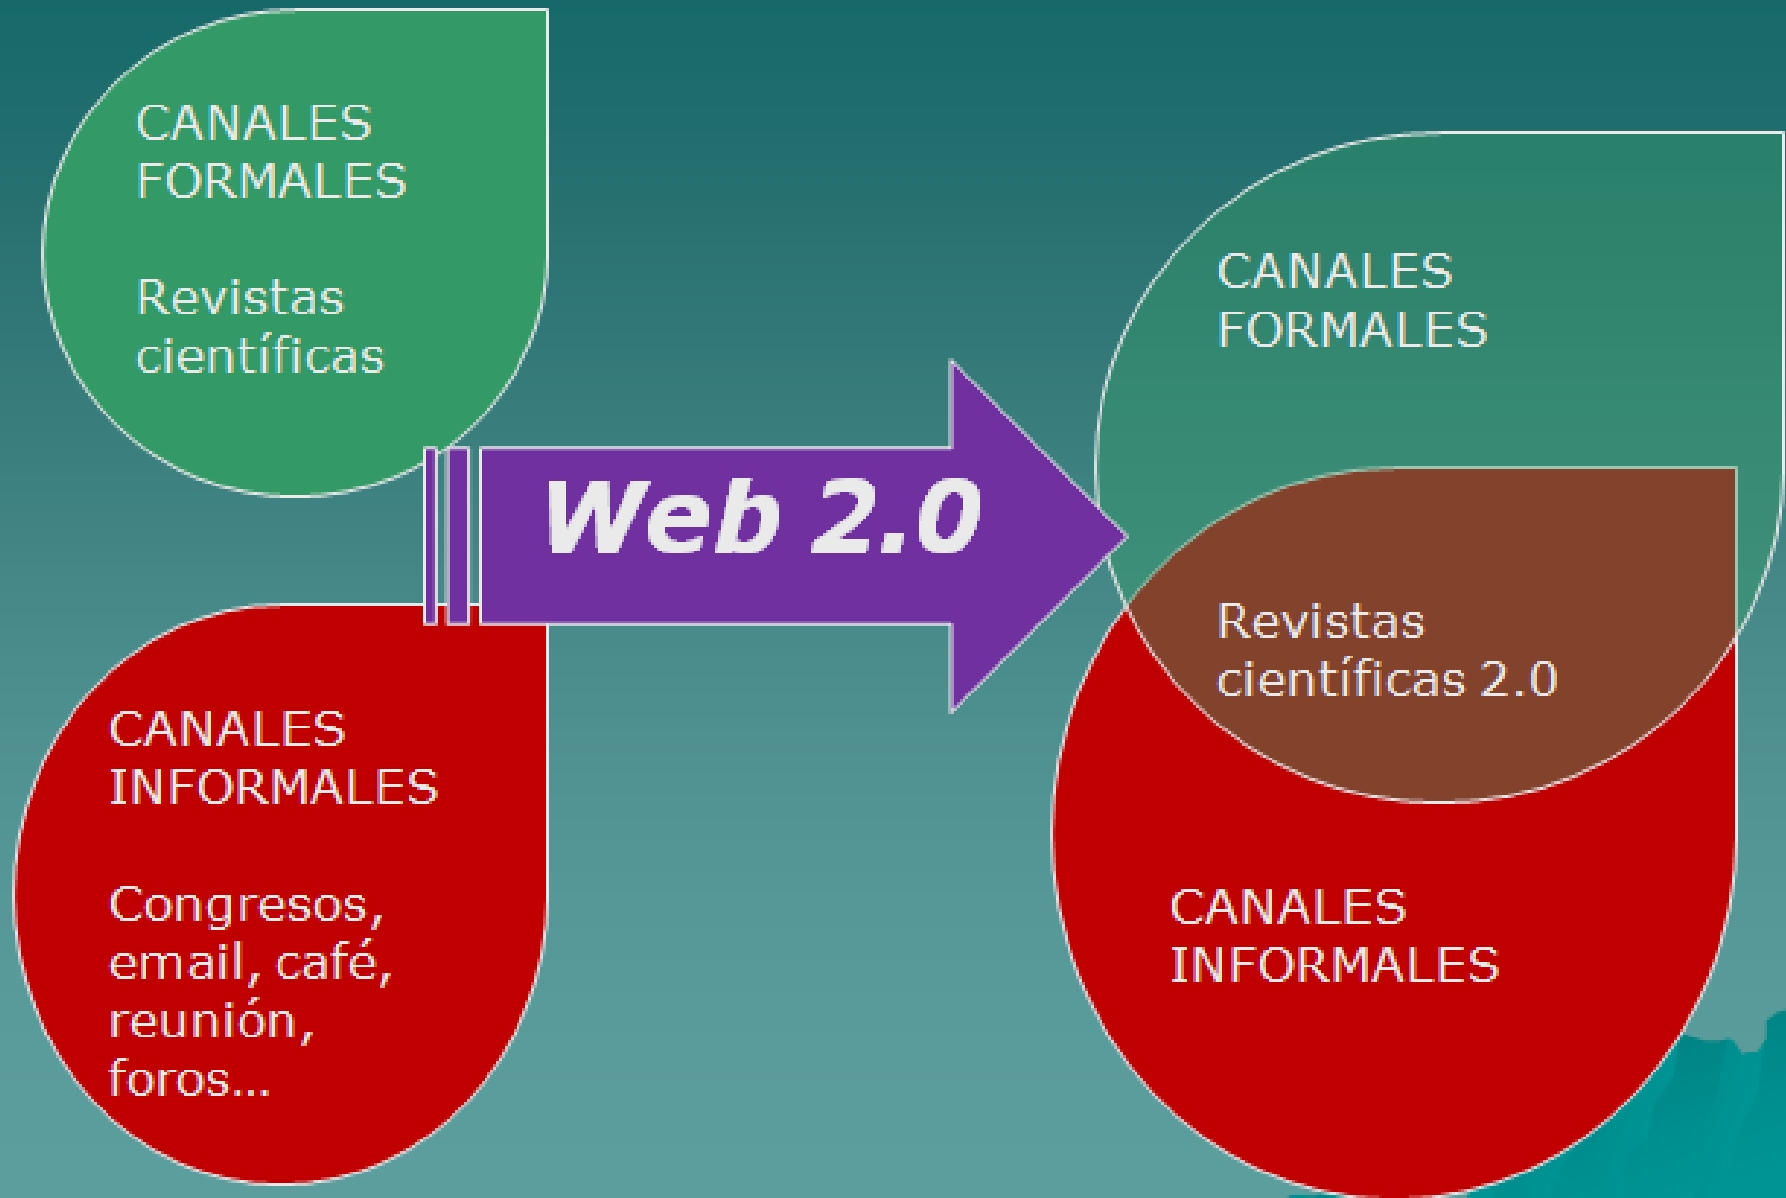 CANALES
FORMALES
Revistas
científicas
CANALES
INFORMALES
Congresos,
email, café,
reunión,
foros...
Web 2.0
CANALES
FORMALES
Revistas
científicas 2.0
CANALES
INFORMALES